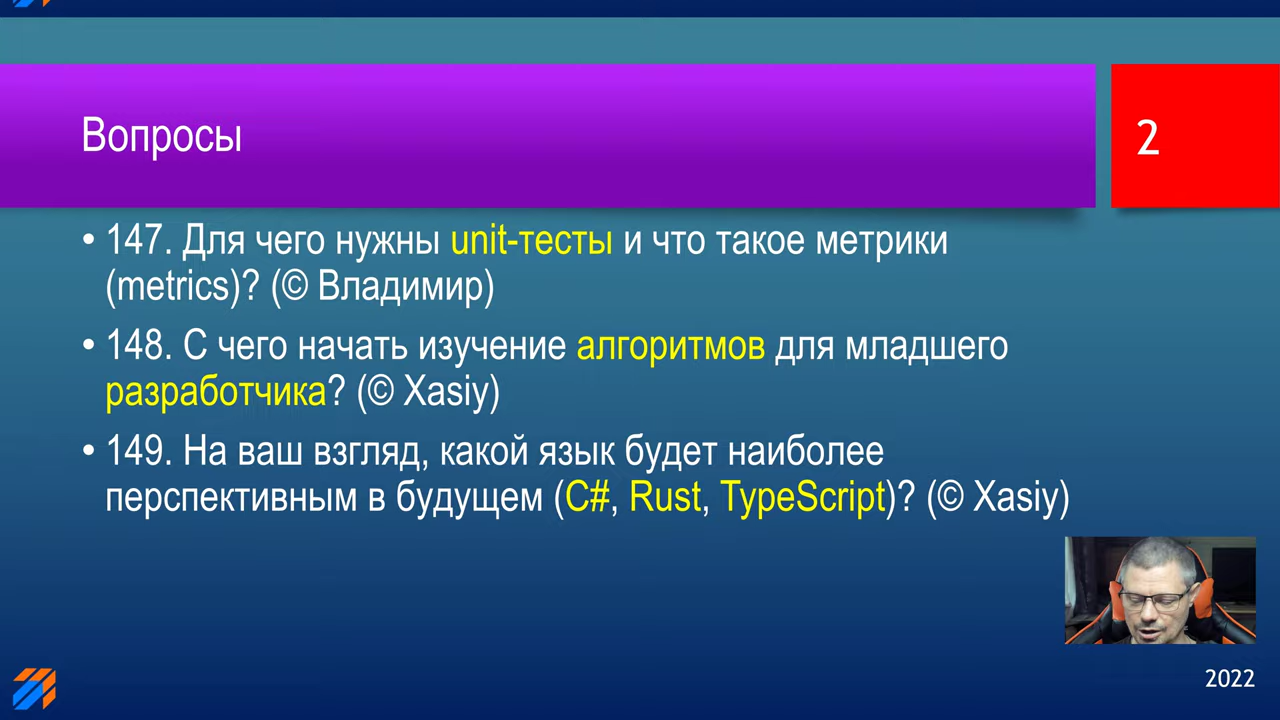 Вопросы
2
• 147. Для чего нужны unit-тесты и что такое метрики
(metrics)? (© Владимир)
• 148. С чего начать изучение алгоритмов для младшего
разработчика? (© Xasiy)
• 149. На ваш взгляд, какой язык будет наиболее
перспективным в будущем (C#, Rust, TypeScript)? (© Xasiy)
2022